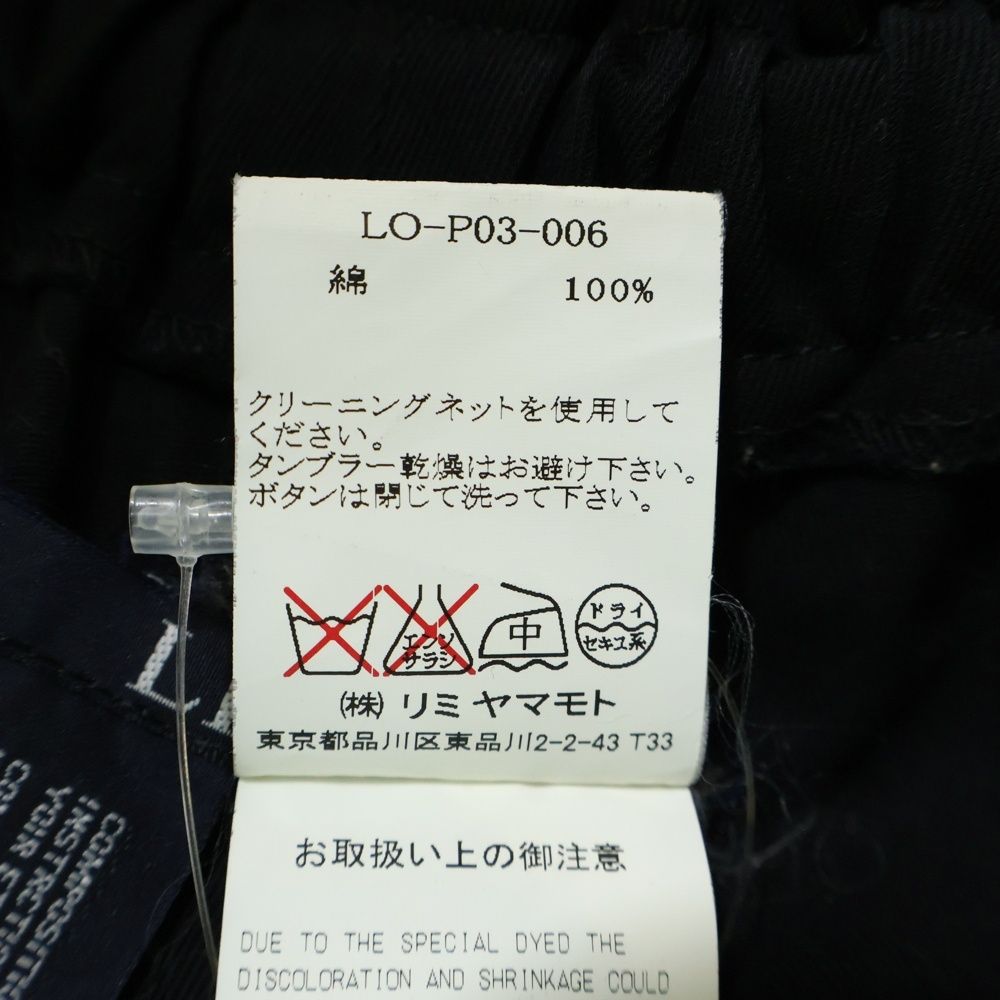 LO-P03-006
綿 100%
クリーニングネットを使用して
ください。
タンブラー乾燥はお避け下さい。
ボタンは閉じて洗って下さい。
エンソ
サラシ
中
ドライ
セキユ系
(株) リミ ヤマモト
東京都品川区東品川2-2-43 T33
お取扱い上の御注意
DUE TO THE SPECIAL DYED THE
DISCOLORATION AND SHRINKAGE COULD